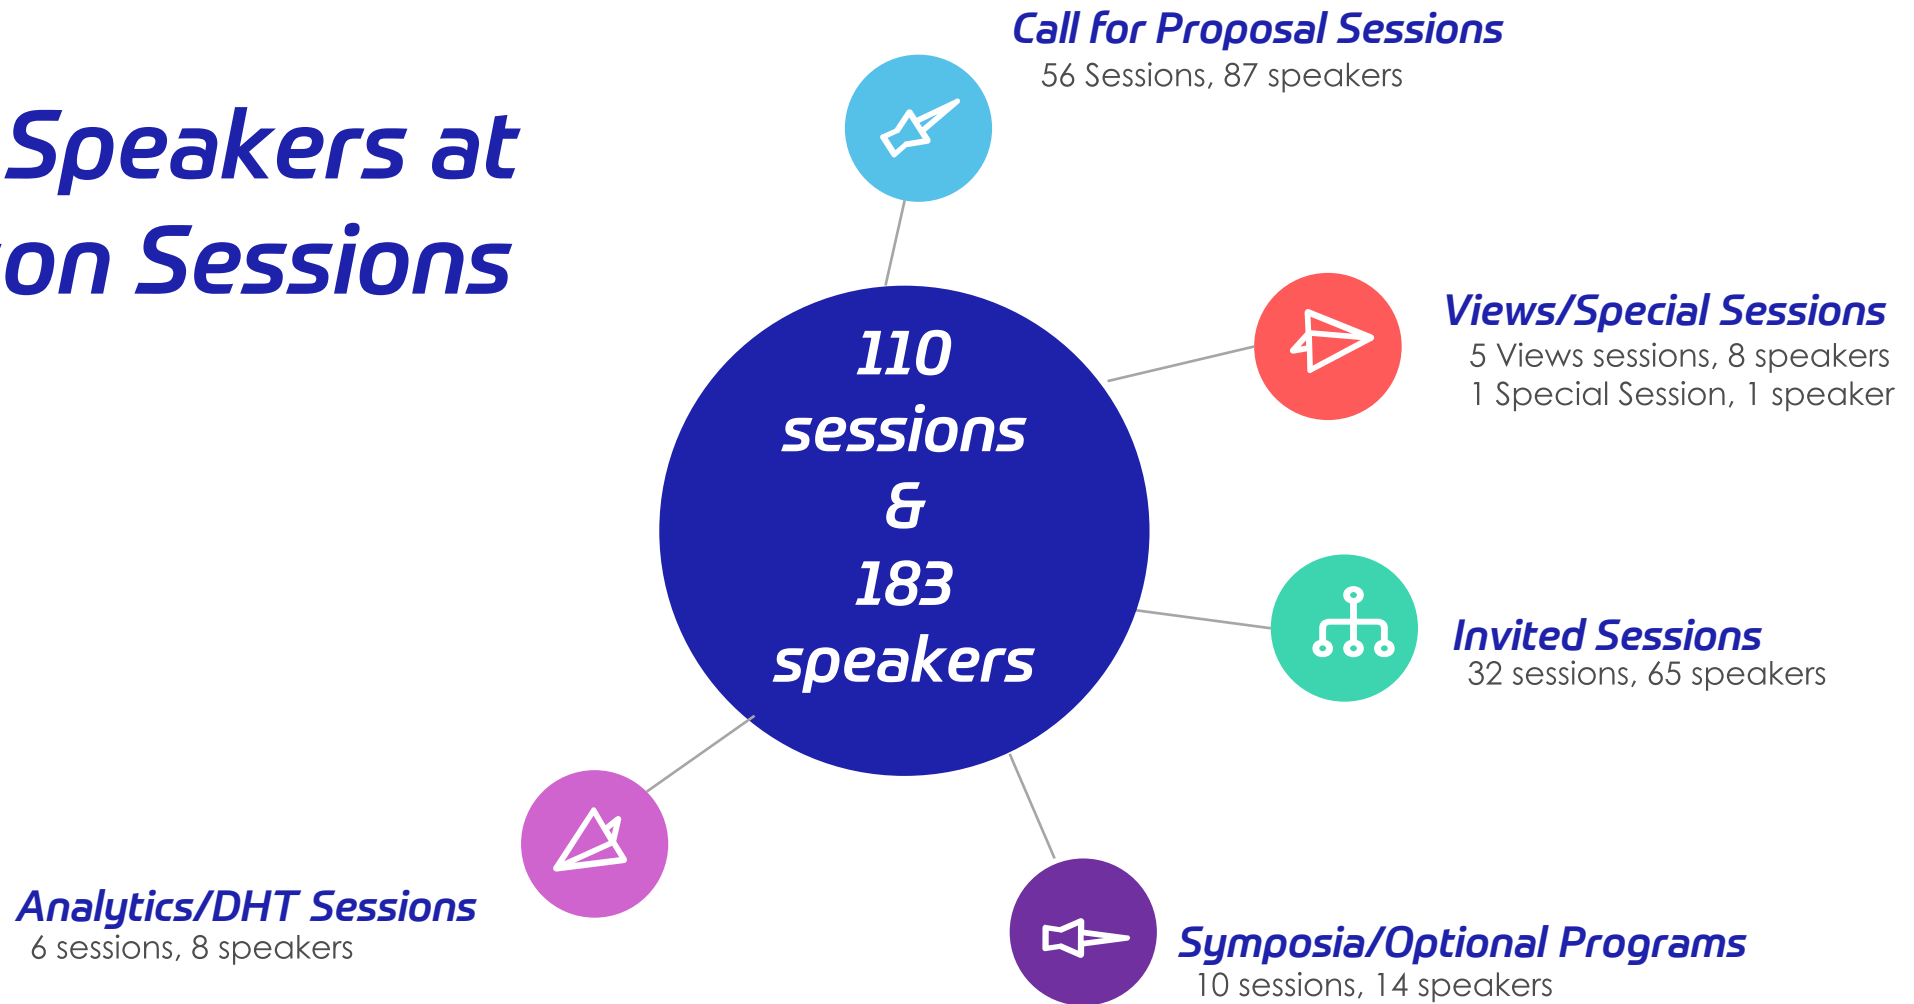 Speakers at
on Sessions
Call for Proposal Sessions
56 Sessions, 87 speakers
Views/Special Sessions
5 Views sessions, 8 speakers
1 Special Session, 1 speaker
110
sessions
&
183
speakers
Invited Sessions
32 sessions, 65 speakers
Analytics/DHT Sessions
6 sessions, 8 speakers
Symposia/Optional Programs
10 sessions, 14 speakers